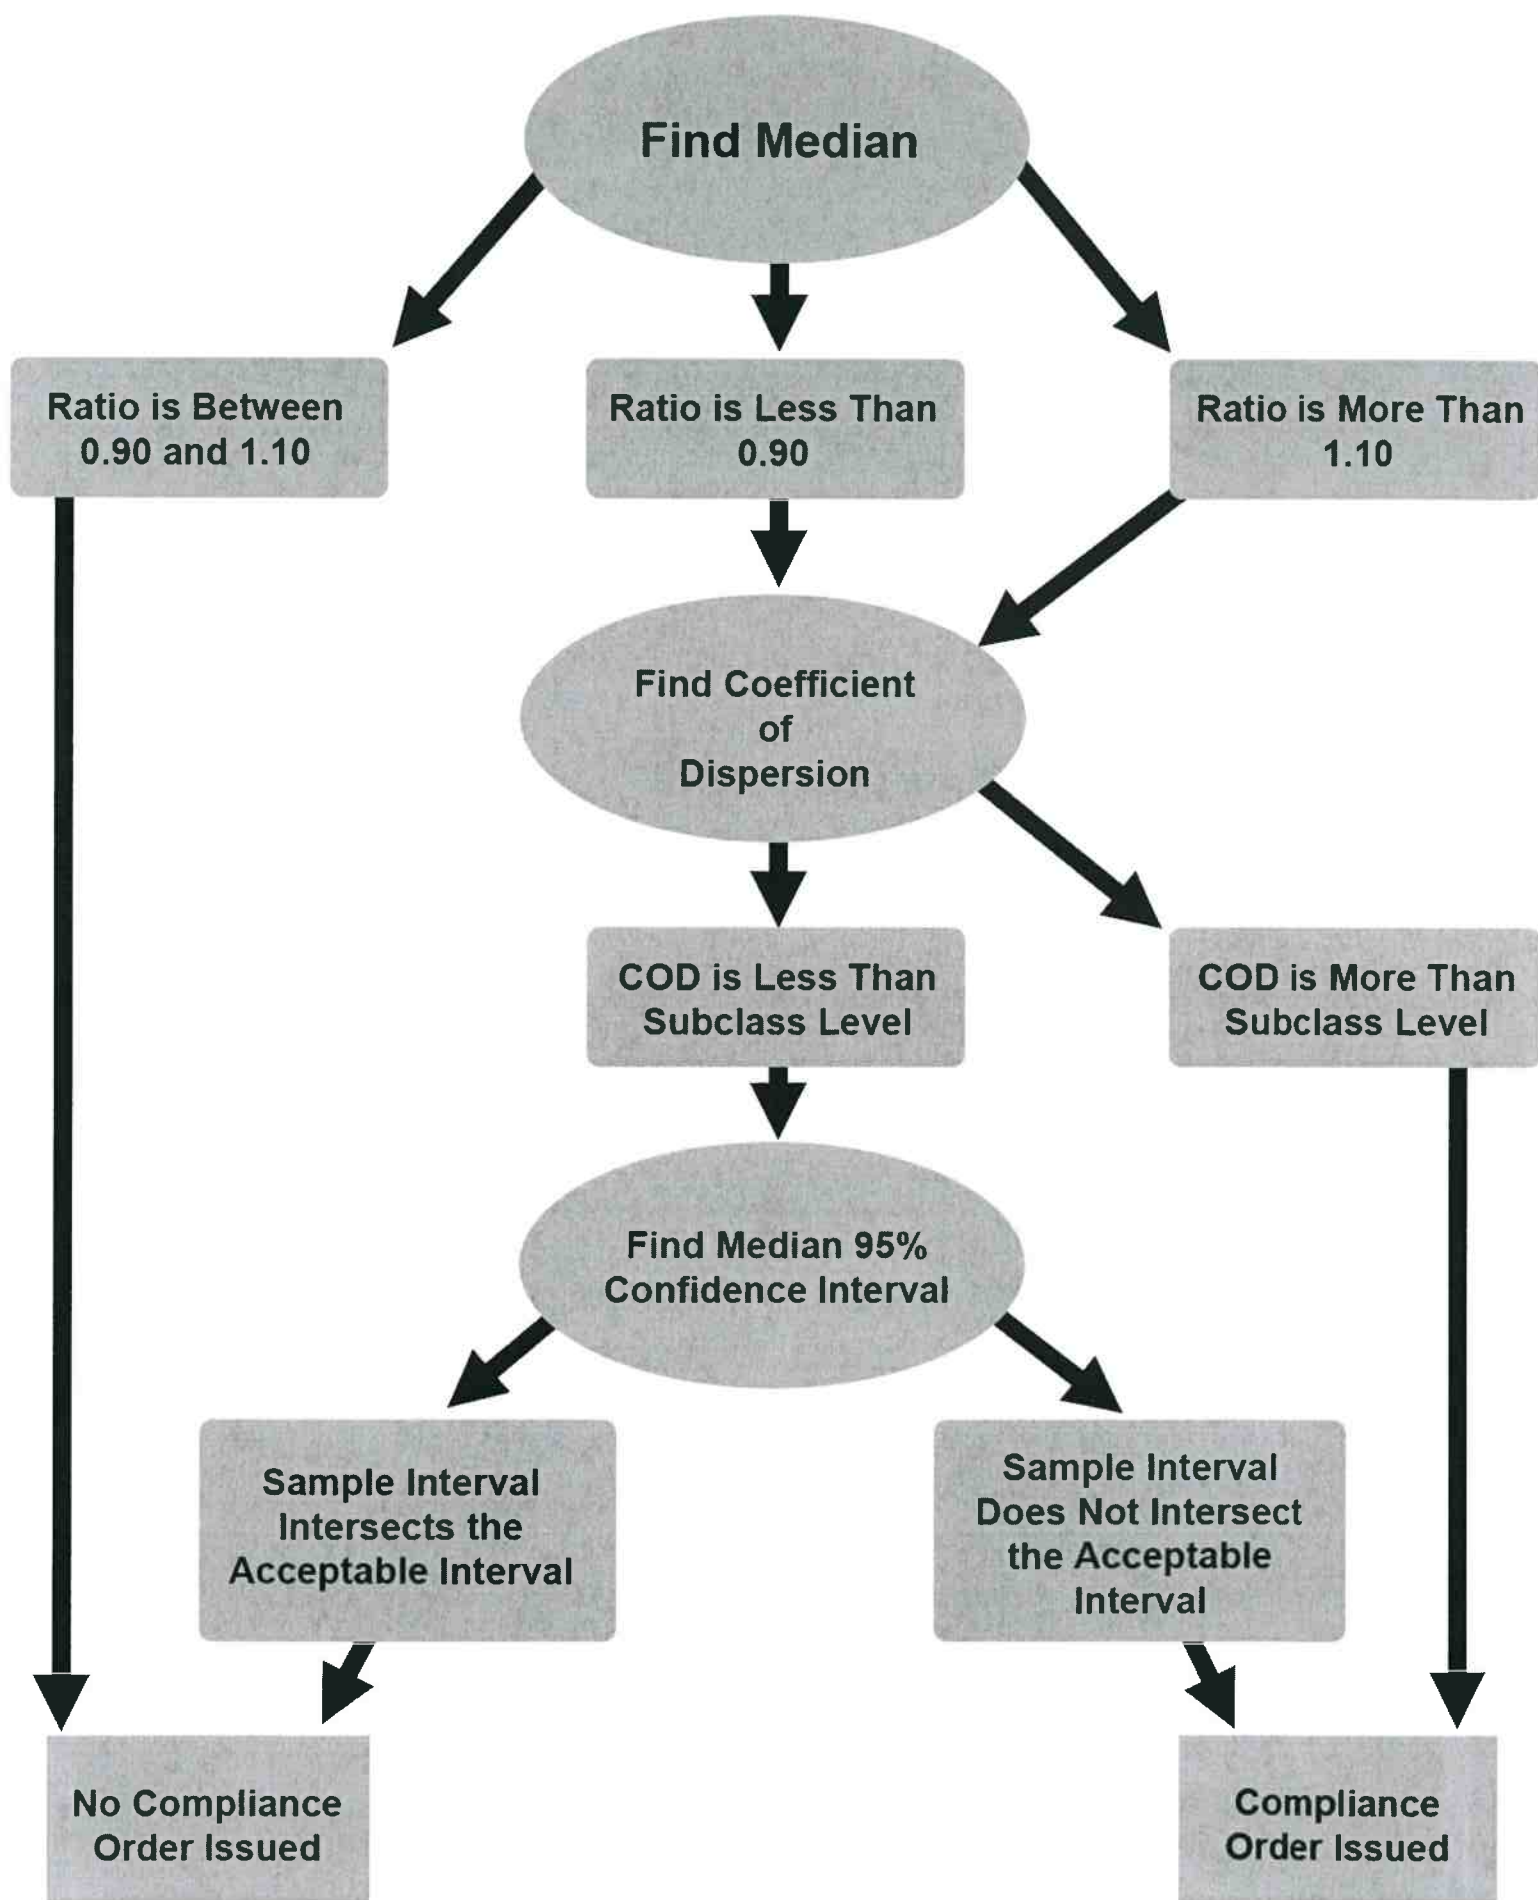 Find Median
Ratio is Between
0.90 and 1.10
Ratio is Less Than
0.90
Ratio is More Than
1.10
Find Coefficient
of
Dispersion
COD is Less Than
Subclass Level
COD is More Than
Subclass Level
Find Median 95%
Confidence Interval
Sample Interval
Intersects the
Acceptable Interval
Sample Interval
Does Not Intersect
the Acceptable
Interval
No Compliance
Order Issued
Compliance
Order Issued